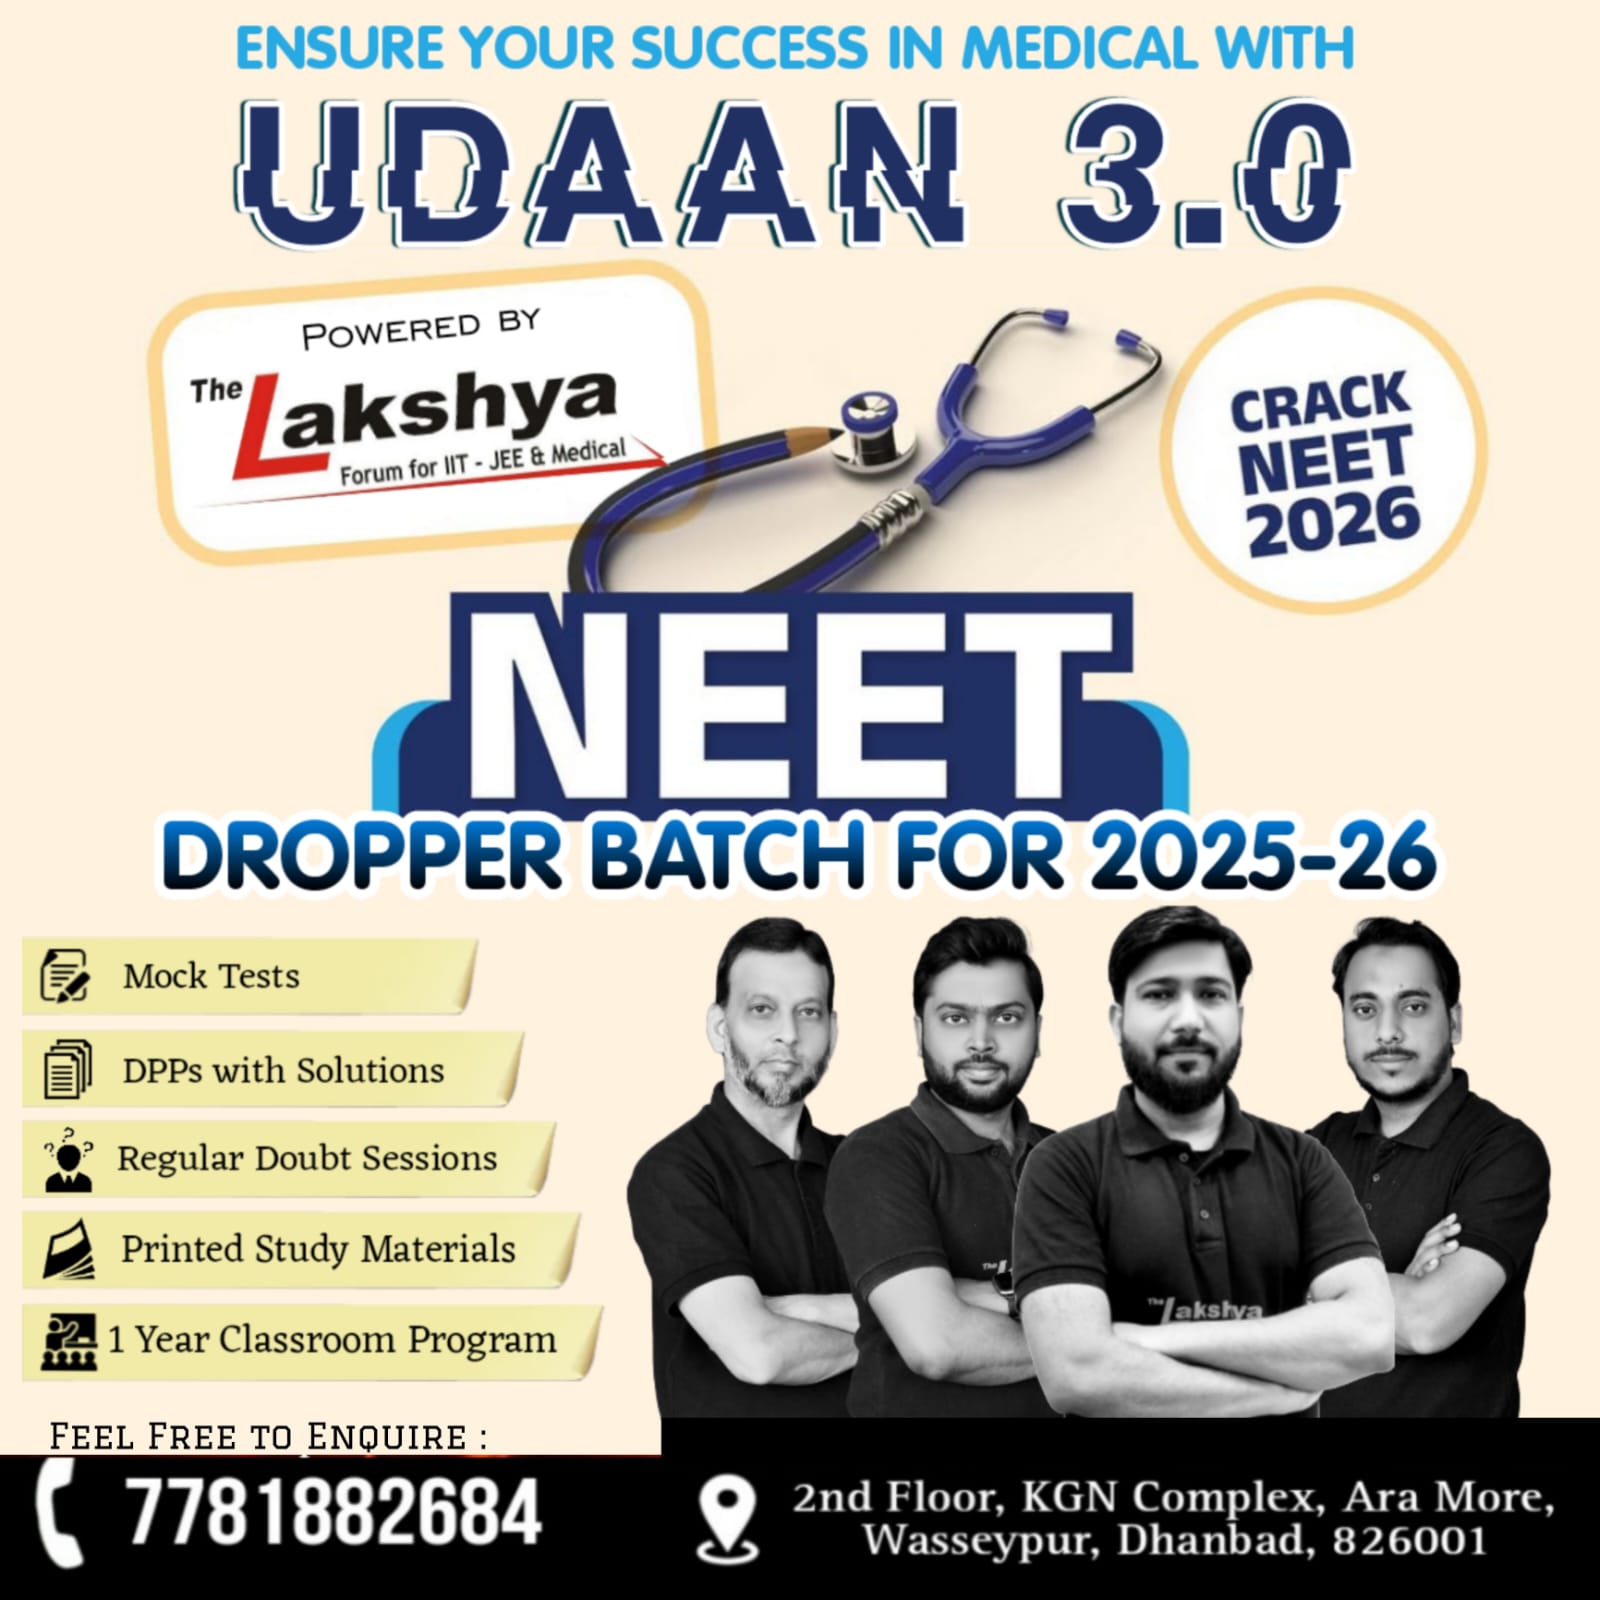 ENSURE YOUR SUCCESS IN MEDICAL WITH
UDAAN 3.0
POWERED BY
The Lakshya
Forum for IIT - JEE & Medical
CRACK
NEET
2026
NEET
DROPPER BATCH FOR 2025-26
Mock Tests
DPPs with Solutions
Regular Doubt Sessions
Printed Study Materials
1 Year Classroom Program
The Lakshya
FEEL FREE TO ENQUIRE :
7781882684
2nd Floor, KGN Complex, Ara More,
Wasseypur, Dhanbad, 826001